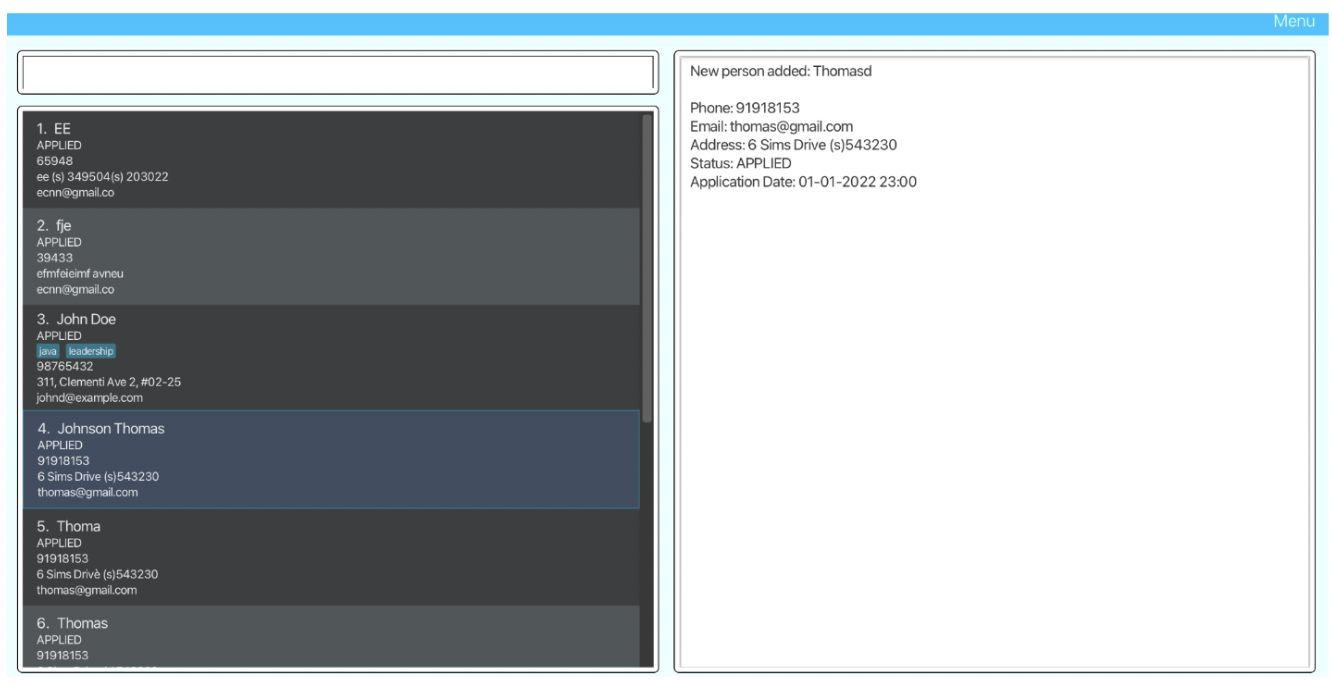 Menu
New person added: Thomasd
Phone: 91918153
Email: thomas@gmail.com
Address: 6 Sims Drive (s)543230
Status: APPLIED
Application Date: 01-01-2022 23:00
1. EE
APPLIED
65948
ee (s) 349504(s) 203022
ecnn@gmail.co
2. fje
APPLIED
39433
efmfeieimf avneu
ecnn@gmail.co
3. John Doe
APPLIED
java leadership
98765432
311, Clementi Ave 2, #02-25
johnd@example.com
4. Johnson Thomas
APPLIED
91918153
6 Sims Drive (s)543230
thomas@gmail.com
5. Thoma
APPLIED
91918153
6 Sims Drivè (s)543230
thomas@gmail.com
6. Thomas
APPLIED
91918153